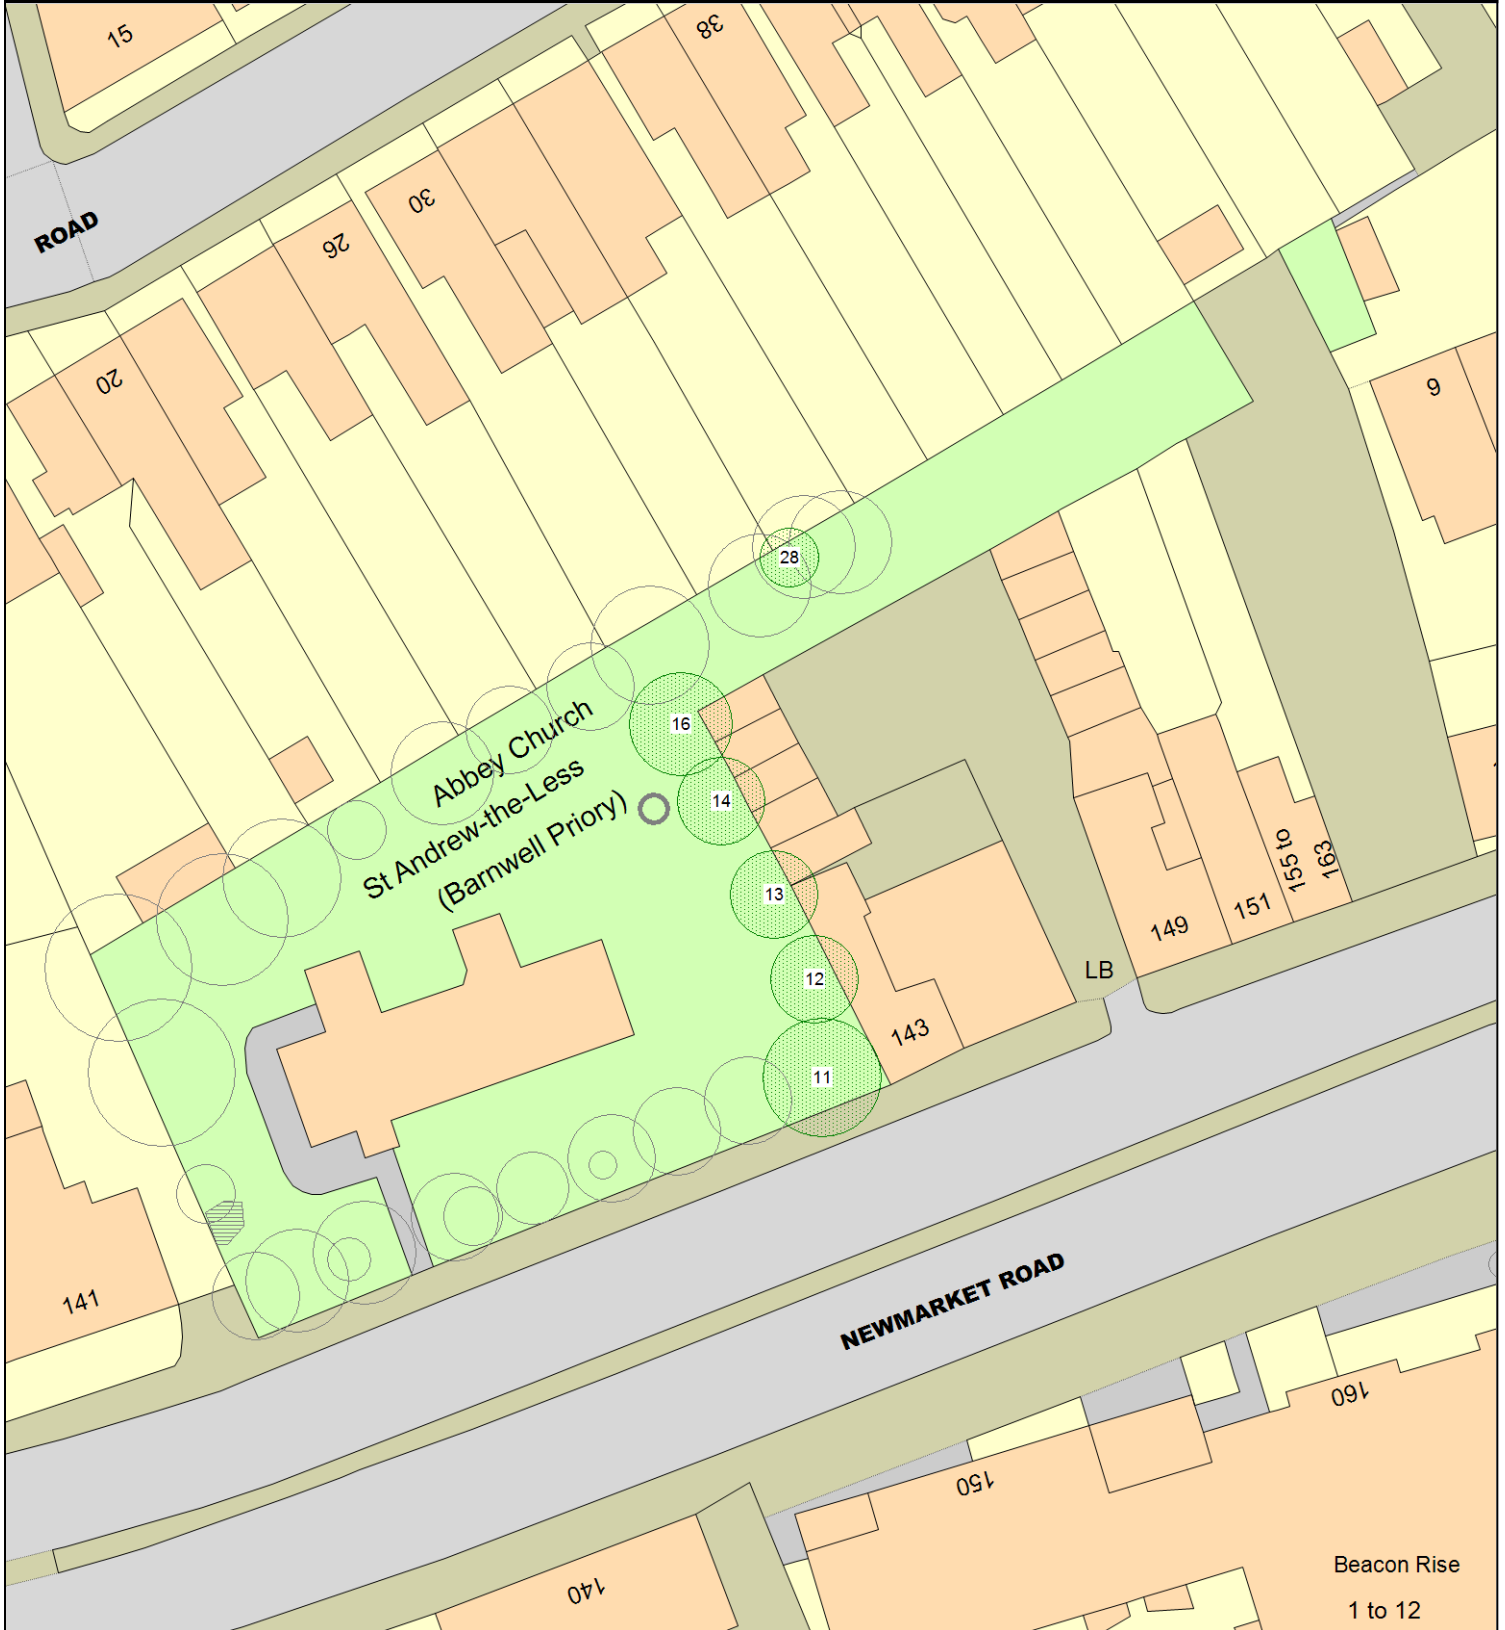 15
38
ROAD
30
26
20
9
28
16
14
13
12
11
Abbey Church
St Andrew-the-Less
(Barnwell Priory)
155 to
163
151
149
LB
143
141
NEWMARKET ROAD
160
150
140
Beacon Rise
1 to 12